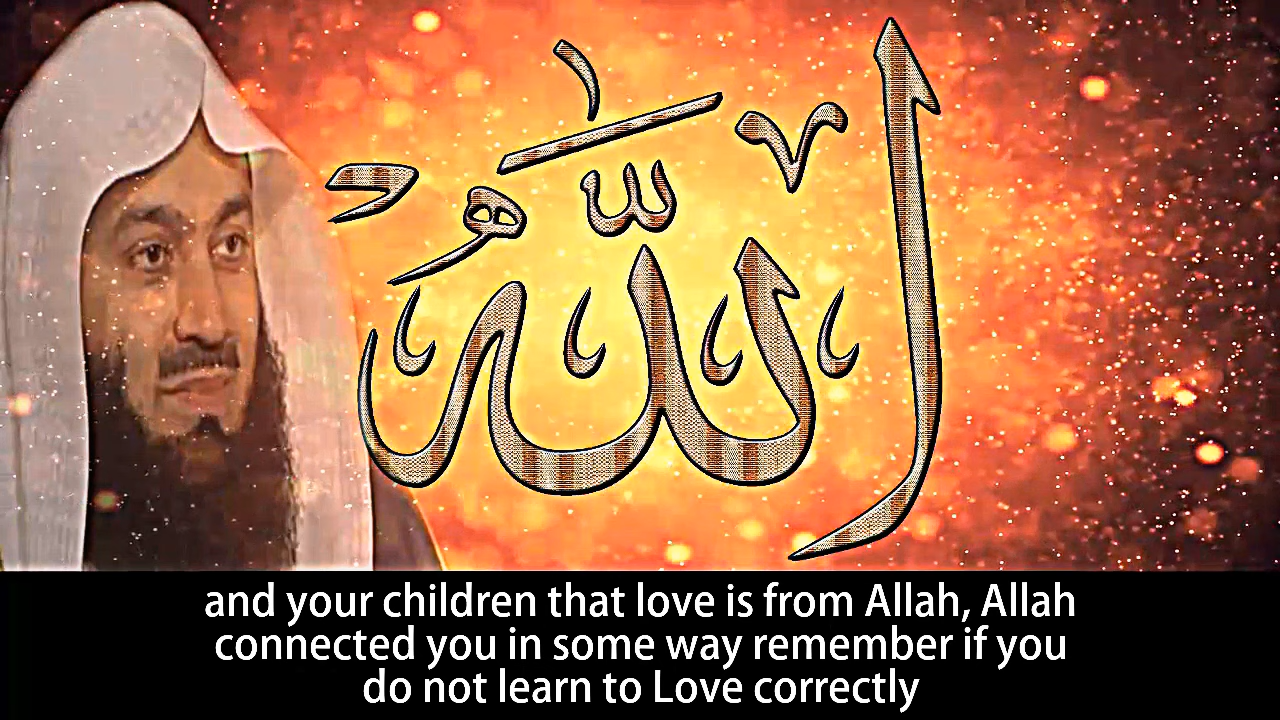 الله
and your children that love is from Allah, Allah
connected you in some way remember if you
do not learn to Love correctly